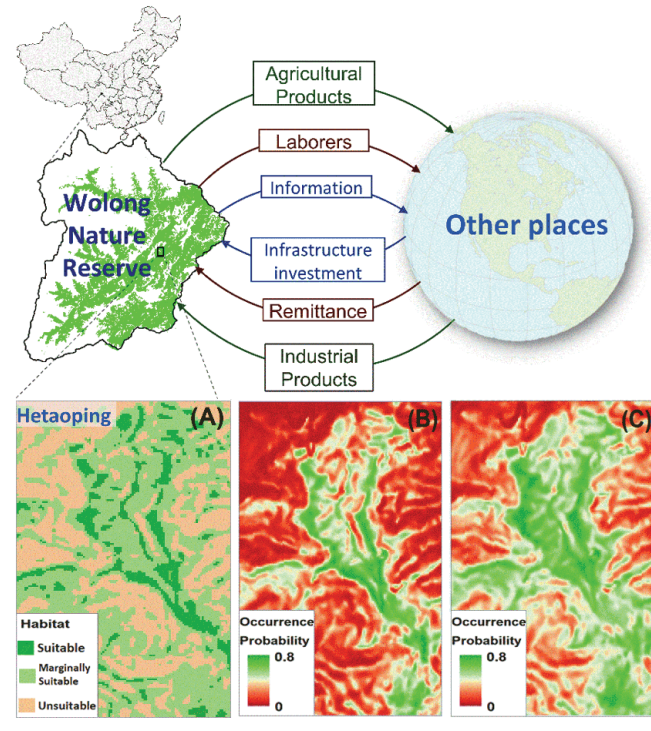 Agricultural
Products
Laborers
Information
Infrastructure
investment
Remittance
Industrial
Products
Wolong
Nature
Reserve
Other places
Hetaoping
(A)
(B)
(C)
Habitat
Suitable
Marginally
Suitable
Unsuitable
Occurrence
Probability
0.8
0
Occurrence
Probability
0.8
0